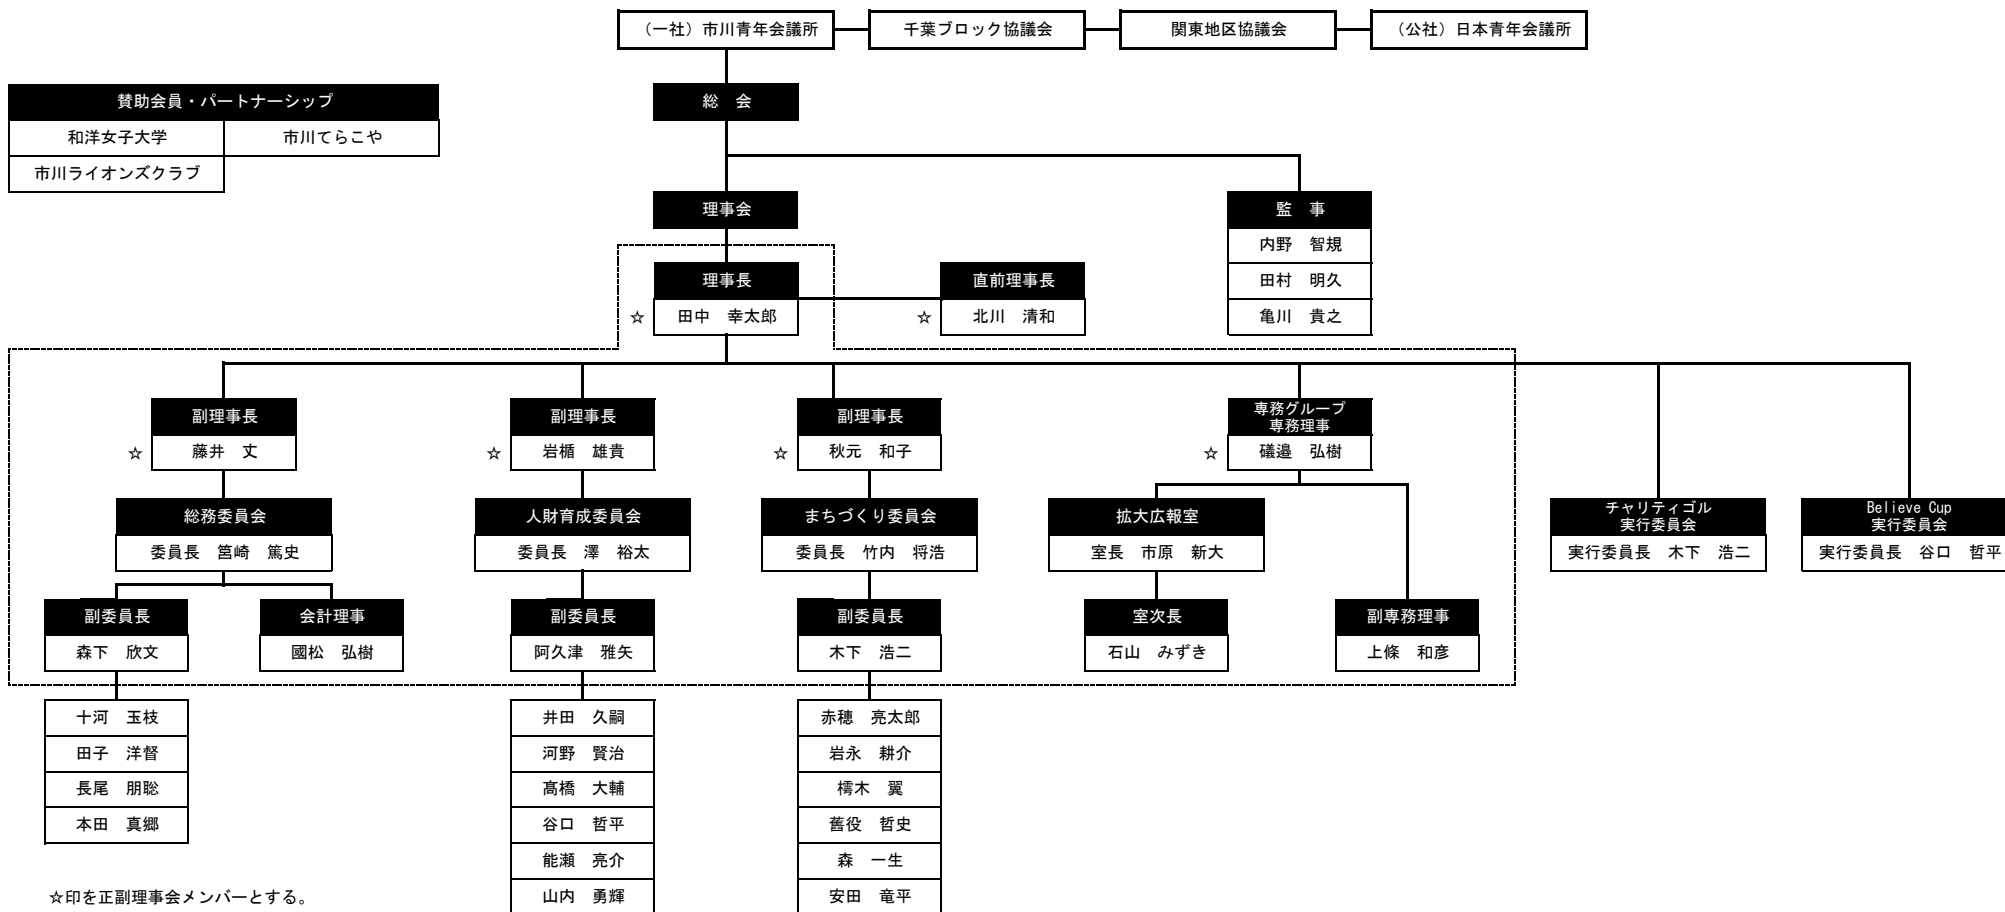 （一社）市川青年会議所
千葉ブロック協議会
関東地区協議会
（公社）日本青年会議所
賛助会員・パートナーシップ
和洋女子大学
市川てらこや
市川ライオンズクラブ
総　会
理事会
監　事
内野　智規
田村　明久
亀川　貴之
理事長
☆
田中　幸太郎
直前理事長
☆
北川　清和
副理事長
☆
藤井　丈
副理事長
☆
岩楯　雄貴
副理事長
☆
秋元　和子
専務グループ
専務理事
☆
礒邉　弘樹
総務委員会
委員長　筥崎　篤史
人財育成委員会
委員長　澤　裕太
まちづくり委員会
委員長　竹内　将浩
拡大広報室
室長　市原　新大
チャリティゴル
実行委員会
実行委員長　木下　浩二
Believe Cup
実行委員会
実行委員長　谷口　哲平
副委員長
森下　欣文
会計理事
國松　弘樹
副委員長
阿久津　雅矢
副委員長
木下　浩二
室次長
石山　みずき
副専務理事
上條　和彦
十河　玉枝
田子　洋督
長尾　朋聡
本田　真郷
井田　久嗣
河野　賢治
髙橋　大輔
谷口　哲平
能瀬　亮介
山内　勇輝
赤穂　亮太郎
岩永　耕介
樗木　翼
舊役　哲史
森　一生
安田　竜平
☆印を正副理事会メンバーとする。